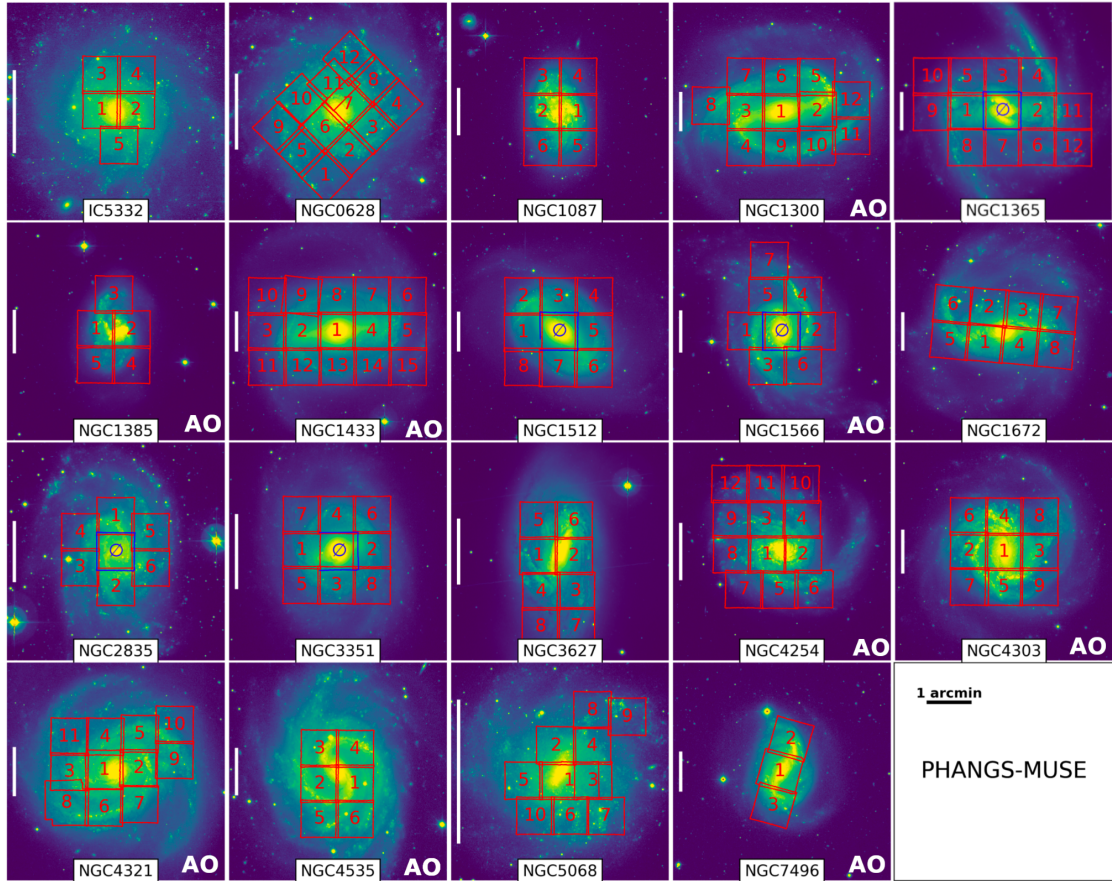 3 4
1 2
5
IC5332
12
11 8
10 7 4
9 6 3
5 2
1
NGC0628
3 4
2 1
6 5
NGC1087
7 6 5
8 3 1 2 12
4 9 10 11
NGC1300
AO
10 5 3 4
9 1 ∅ 2 11
8 7 6 12
NGC1365
3
1 2
5 4
NGC1385
AO
10 9 8 7 6
3 2 1 4 5
11 12 13 14 15
NGC1433
AO
2 3 4
1 ∅ 5
8 7 6
NGC1512
7
5 4
1 ∅ 2
3 6
NGC1566
AO
6 2 3 7
5 1 4 8
NGC1672
1
4 5
∅
3 6
2
NGC2835
7 4 6
1 ∅ 2
9 3 8
NGC3351
5 6
1 2
4 3
8 7
NGC3627
12 11 10
9 3 4
8 1 2
7 5 6
NGC4254
AO
6 4 8
2 1 3
7 5 9
NGC4303
AO
11 4 5 10
3 1 2 9
8 6 7
NGC4321
AO
3 4
2 1
5 6
NGC4535
AO
8 9
2 4
5 1 3
10 6 7
NGC5068
2
1
3
NGC7496
AO
1 arcmin
PHANGS-MUSE